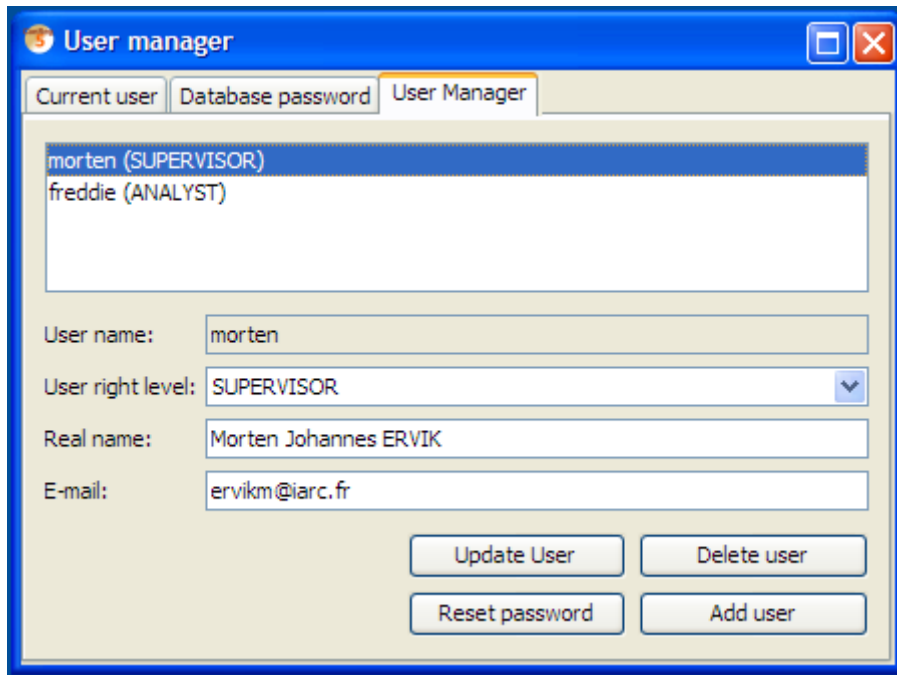 User manager
Current user Database password User Manager
morten (SUPERVISOR)
freddie (ANALYST)
User name: morten
User right level: SUPERVISOR
Real name: Morten Johannes ERVIK
E-mail: ervikm@iarc.fr
Update User Delete user
Reset password Add user